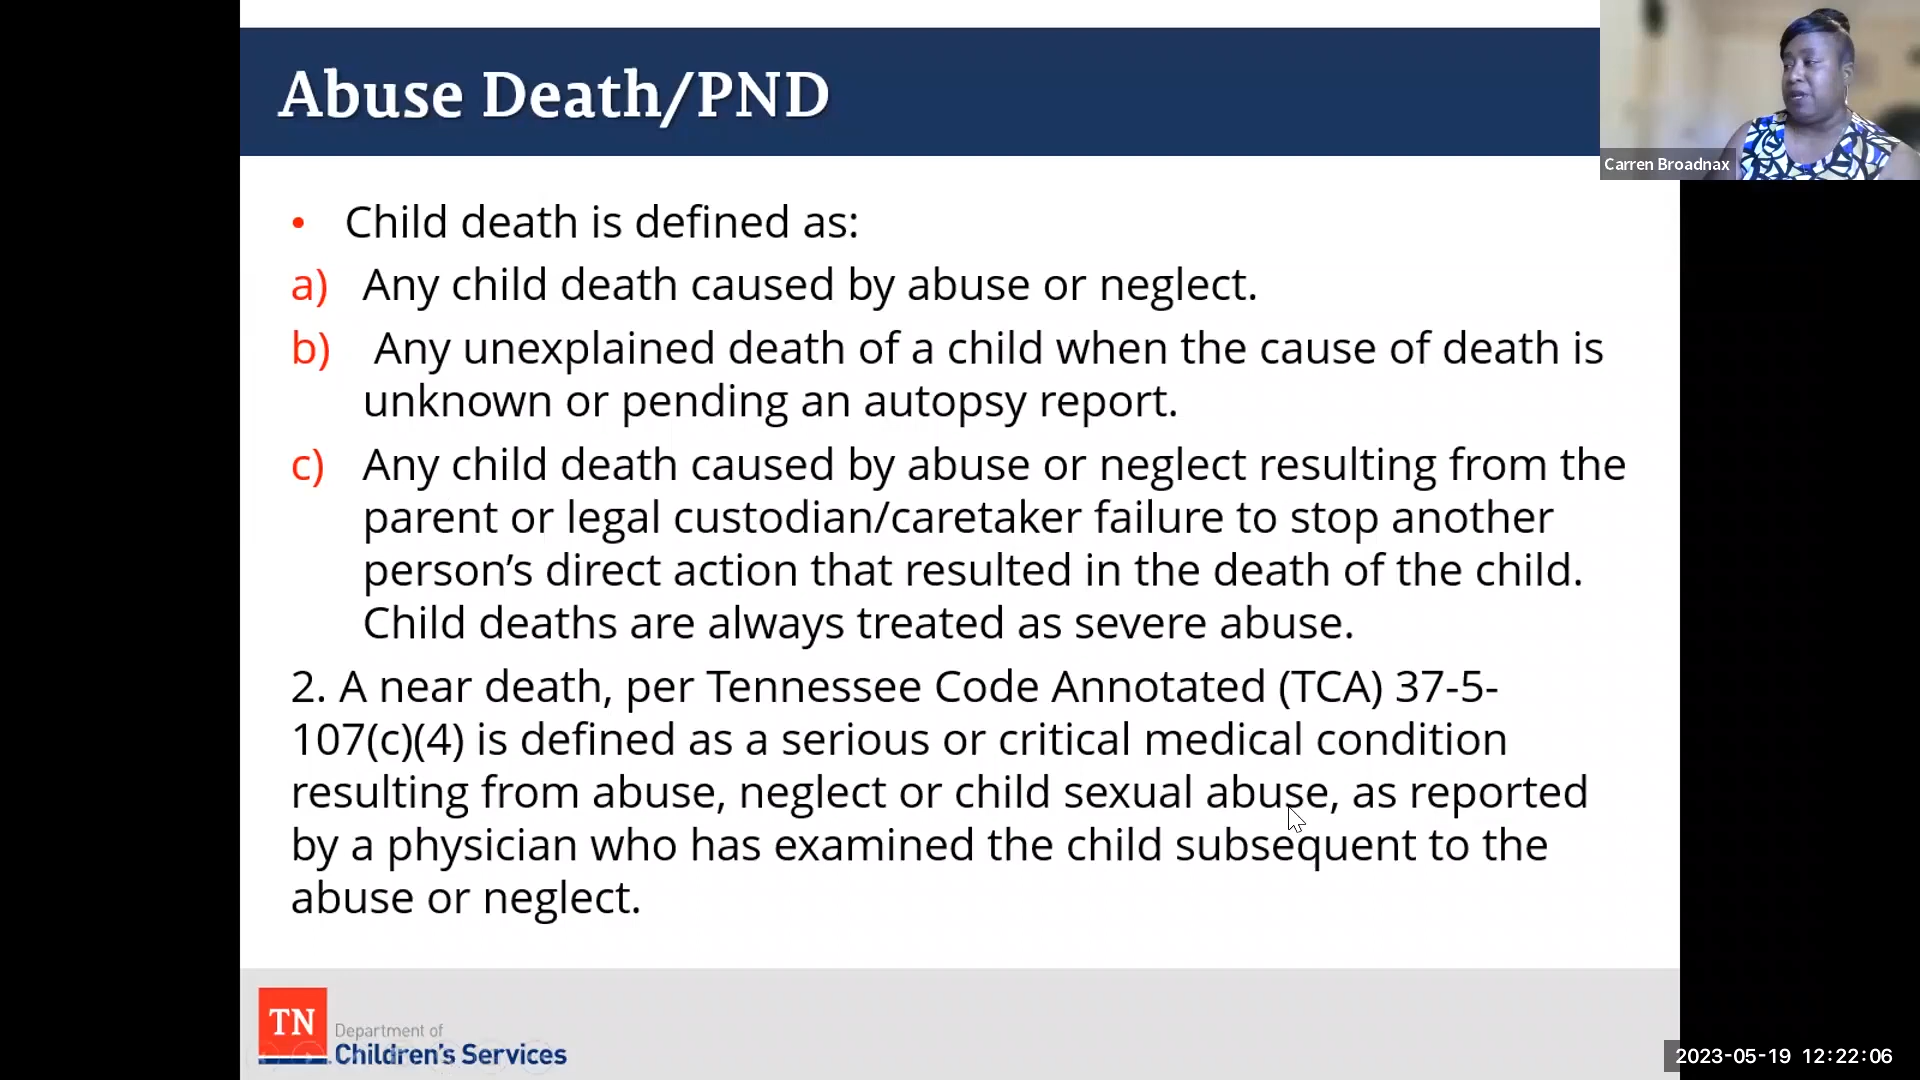 Abuse Death/PND
Carren Broadnax
• Child death is defined as:
a) Any child death caused by abuse or neglect.
b) Any unexplained death of a child when the cause of death is
unknown or pending an autopsy report.
c) Any child death caused by abuse or neglect resulting from the
parent or legal custodian/caretaker failure to stop another
person’s direct action that resulted in the death of the child.
Child deaths are always treated as severe abuse.
2. A near death, per Tennessee Code Annotated (TCA) 37-5-
107(c)(4) is defined as a serious or critical medical condition
resulting from abuse, neglect or child sexual abuse, as reported
by a physician who has examined the child subsequent to the
abuse or neglect.
TN
Department of
Children's Services
2023-05-19 12:22:06